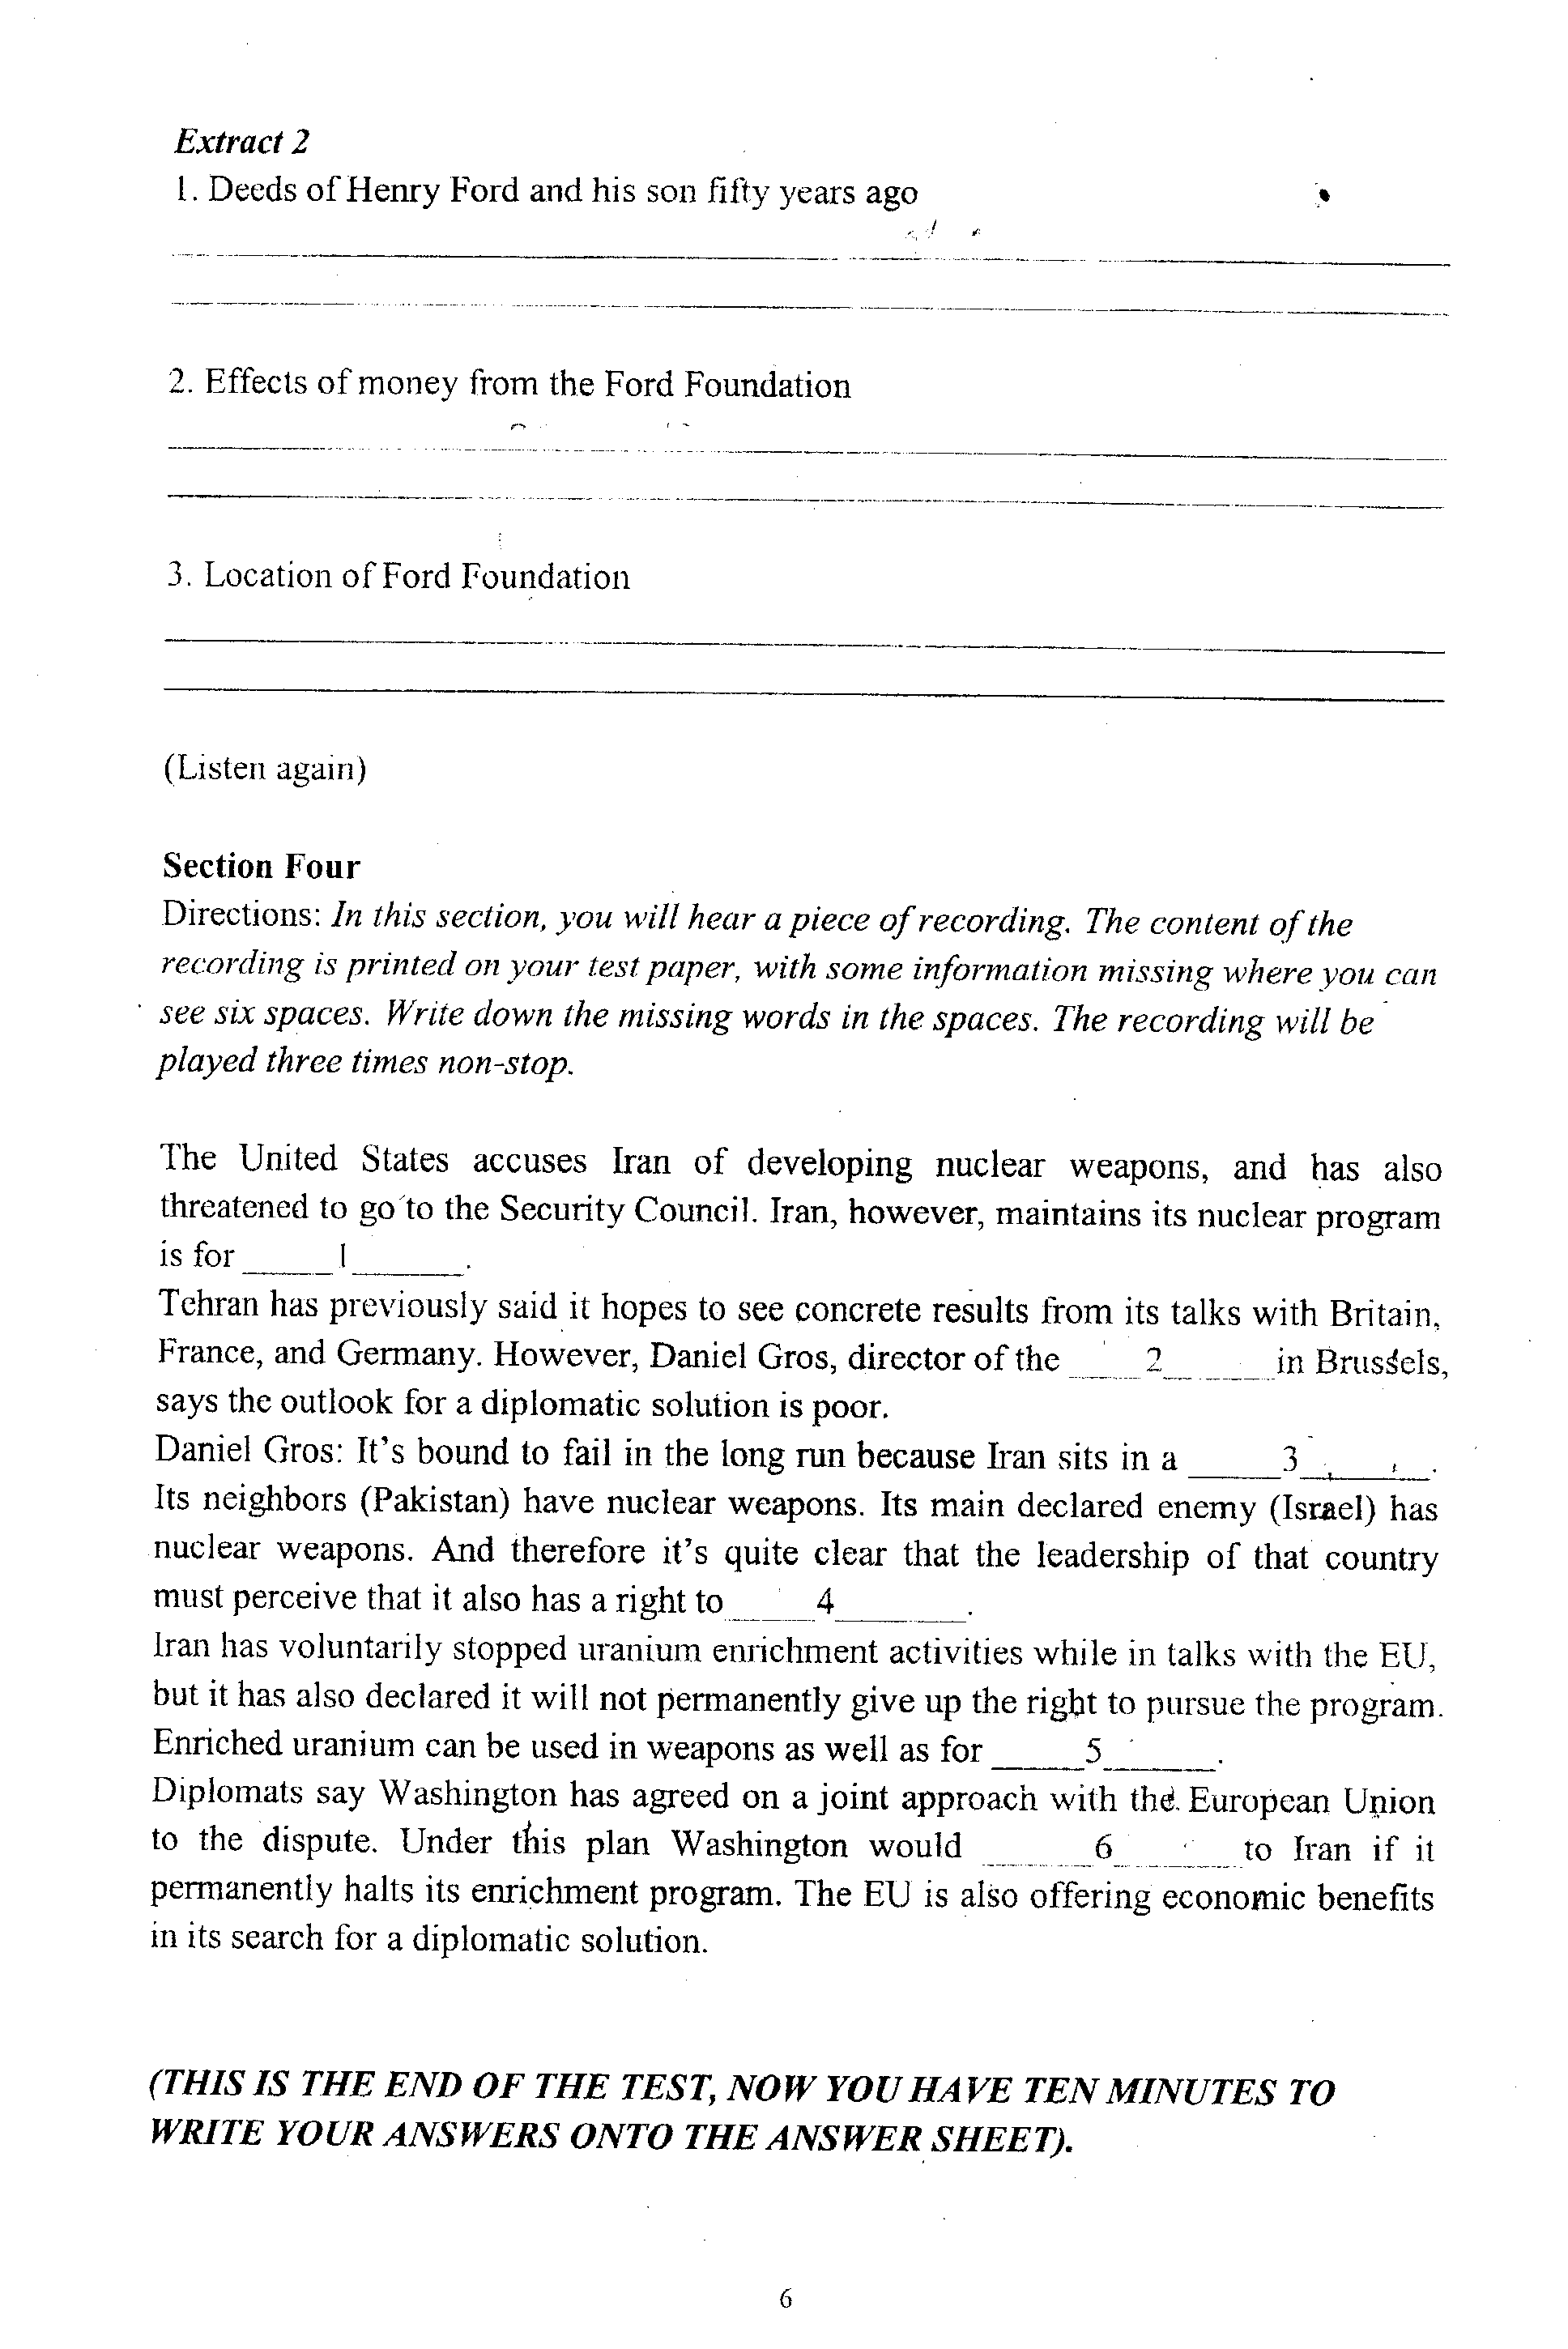 Extract 2
1. Deeds of Henry Ford and his son fifty years ago
2. Effects of money from the Ford Foundation
3. Location of Ford Foundation
(Listen again)
Section Four
Directions: In this section, you will hear a piece of recording. The content of the
recording is printed on your test paper, with some information missing where you can
see six spaces. Write down the missing words in the spaces. The recording will be
played three times non-stop.
The United States accuses Iran of developing nuclear weapons, and has also
threatened to go to the Security Council. Iran, however, maintains its nuclear program
is for _____1______.
Tehran has previously said it hopes to see concrete results from its talks with Britain,
France, and Germany. However, Daniel Gros, director of the ____2______in Brussels,
says the outlook for a diplomatic solution is poor.
Daniel Gros: It's bound to fail in the long run because Iran sits in a _____3_______.
Its neighbors (Pakistan) have nuclear weapons. Its main declared enemy (Israel) has
nuclear weapons. And therefore it's quite clear that the leadership of that country
must perceive that it also has a right to_____4_______.
Iran has voluntarily stopped uranium enrichment activities while in talks with the EU,
but it has also declared it will not permanently give up the right to pursue the program.
Enriched uranium can be used in weapons as well as for _____5______.
Diplomats say Washington has agreed on a joint approach with the European Union
to the dispute. Under this plan Washington would ______6_______to Iran if it
permanently halts its enrichment program. The EU is also offering economic benefits
in its search for a diplomatic solution.
(THIS IS THE END OF THE TEST, NOW YOU HAVE TEN MINUTES TO
WRITE YOUR ANSWERS ONTO THE ANSWER SHEET).
6